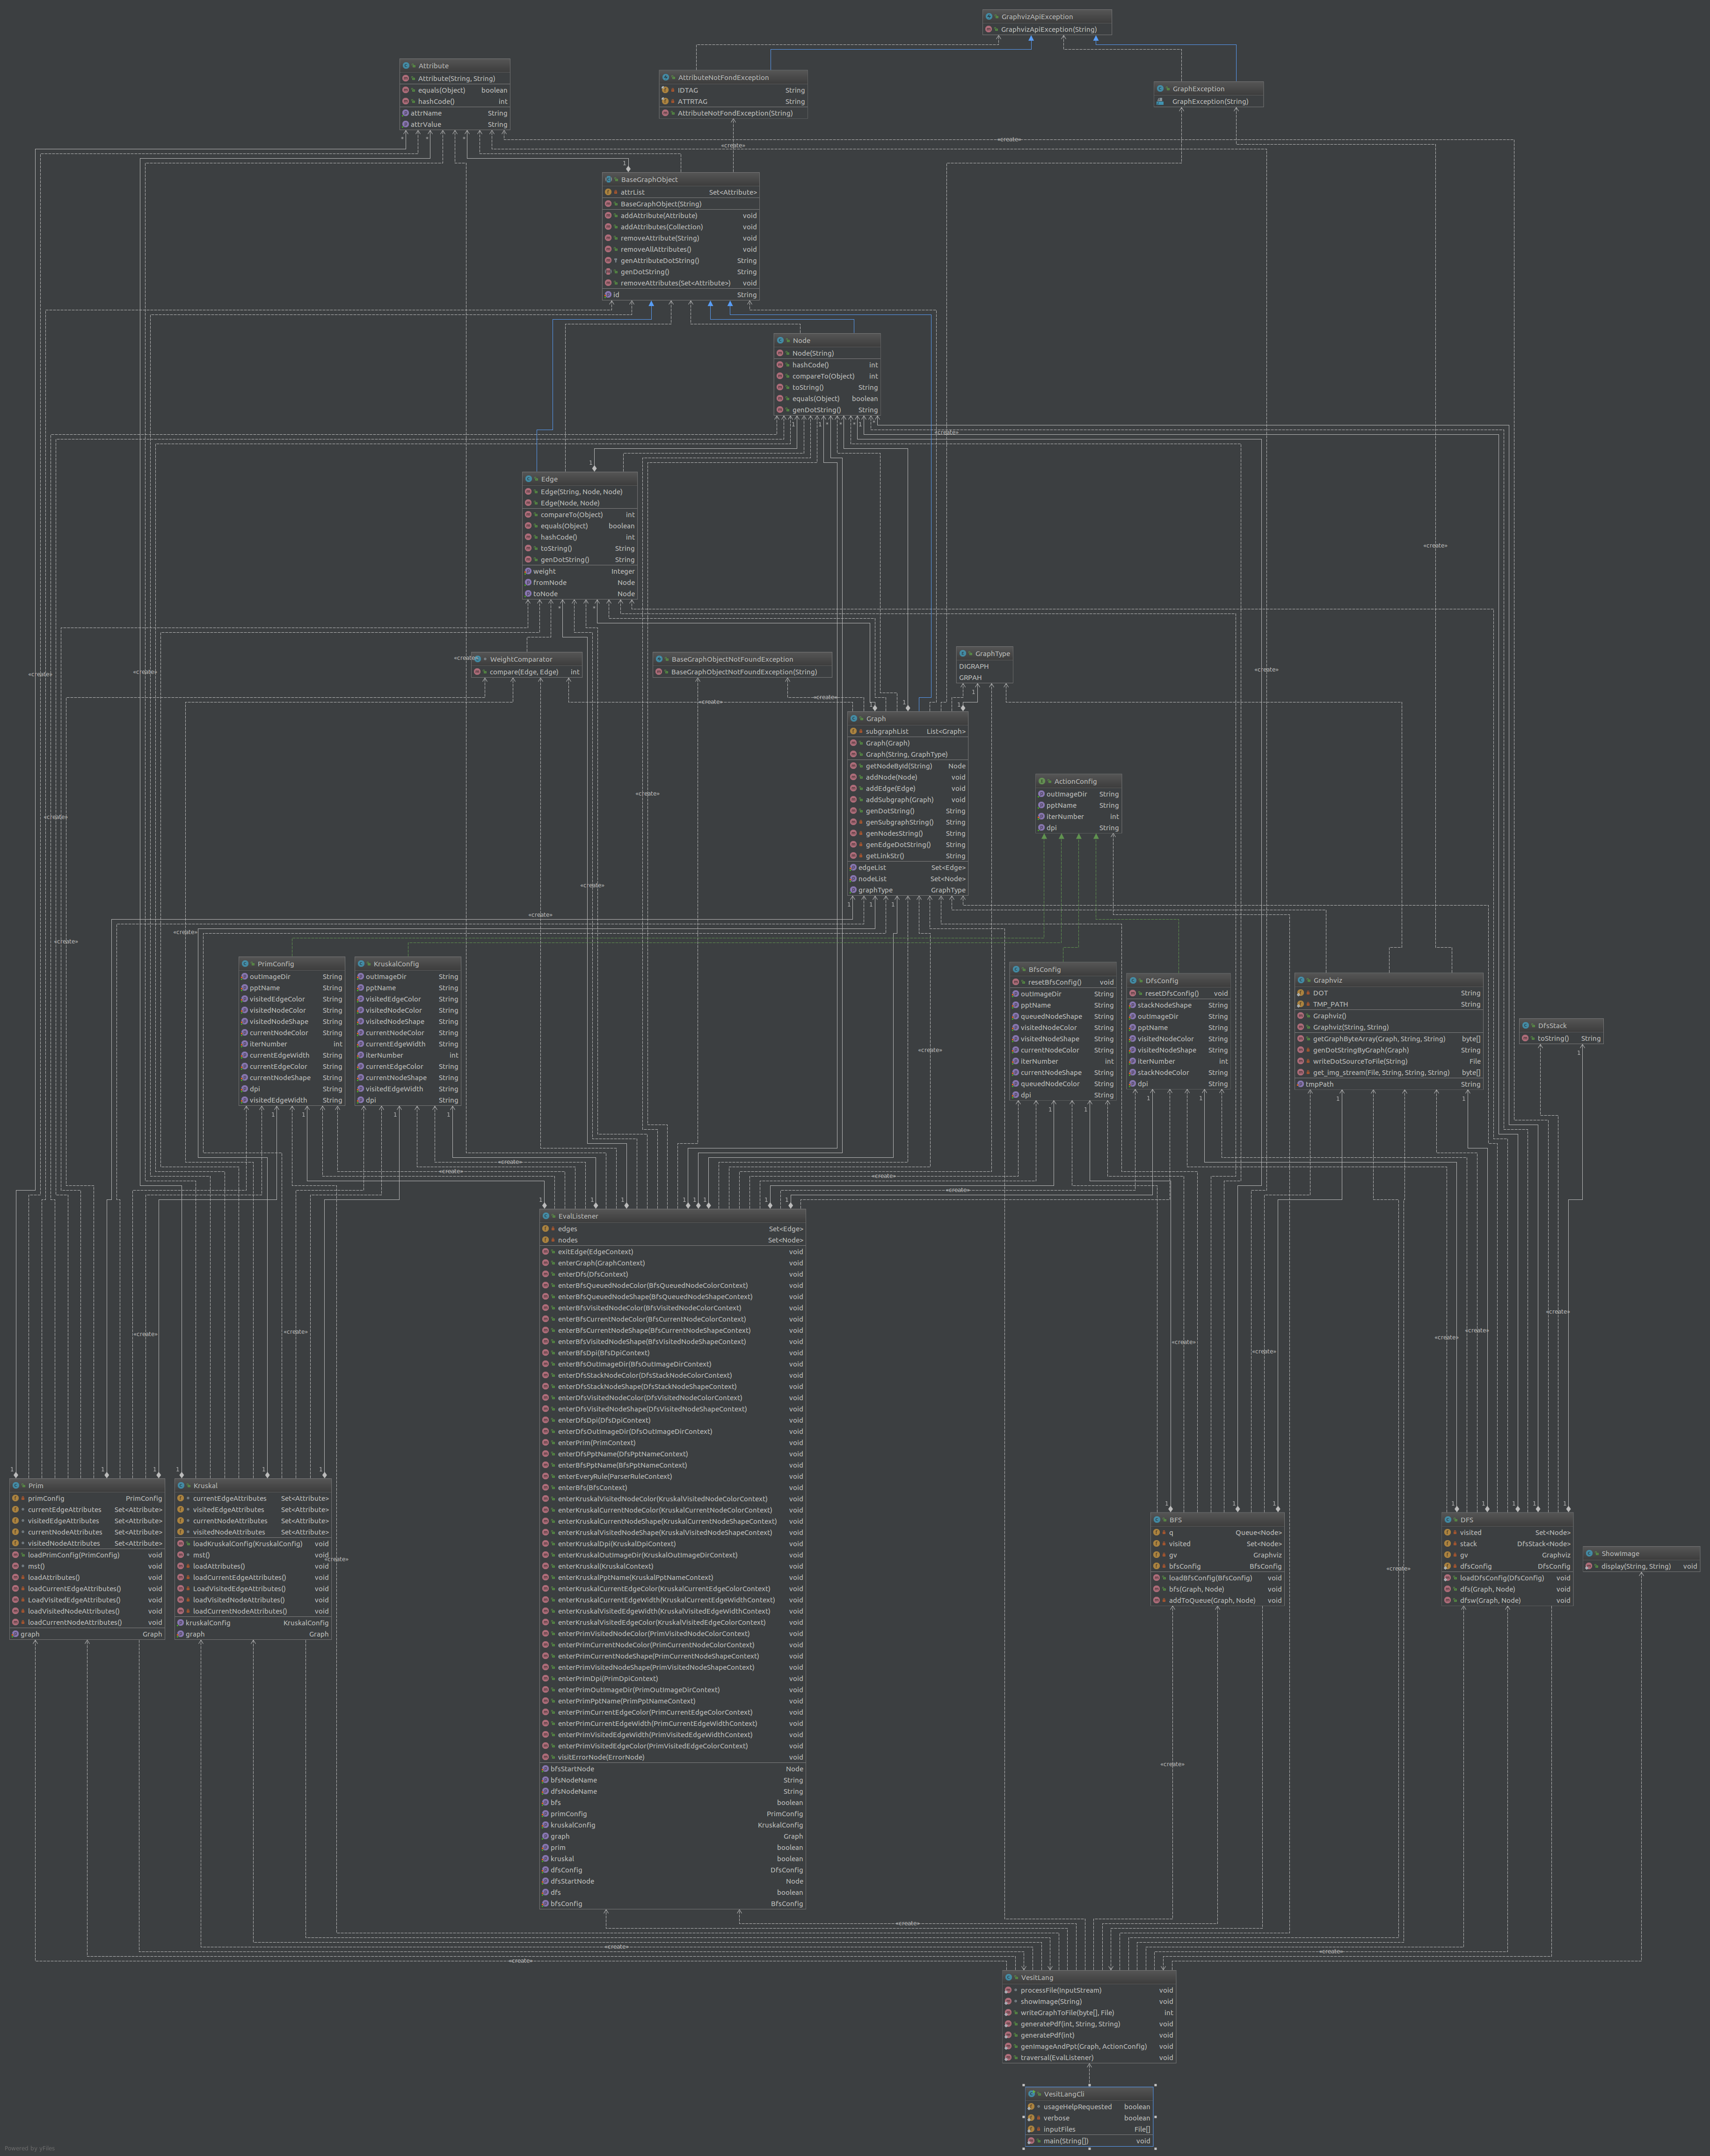 GraphvizApiException
GraphvizApiException(String)
Attribute
Attribute(String, String)
equals(Object) boolean
hashCode() int
attrName String
attrValue String
AttributeNotFondException
IDTAG String
ATTRTAG String
AttributeNotFondException(String)
GraphException
GraphException(String)
«create»
«create»
BaseGraphObject
attrList Set<Attribute>
BaseGraphObject(String)
addAttribute(Attribute) void
addAttributes(Collection) void
removeAttribute(String) void
removeAllAttributes() void
genAttributeDotString() String
genDotString() String
removeAttributes(Set<Attribute>) void
id String
Node
Node(String)
hashCode() int
compareTo(Object) int
toString() String
equals(Object) boolean
genDotString() String
«create»
Edge
Edge(String, Node, Node)
Edge(Node, Node)
compareTo(Object) int
equals(Object) boolean
hashCode() int
toString() String
genDotString() String
weight Integer
fromNode Node
toNode Node
«create»
WeightComparator
compare(Edge, Edge) int
BaseGraphObjectNotFoundException
BaseGraphObjectNotFoundException(String)
GraphType
DIGRAPH
GRPAH
«create»
«create»
«create»
«create»
«create»
«create»
Graph
subgraphList List<Graph>
Graph(Graph)
Graph(String, GraphType)
getNodeById(String) Node
addNode(Node) void
addEdge(Edge) void
addSubgraph(Graph) void
genDotString() String
genSubgraphString() String
genNodesString() String
genEdgeDotString() String
getLinkStr() String
edgeList Set<Edge>
nodeList Set<Node>
graphType GraphType
ActionConfig
outImageDir String
pptName String
iterNumber int
dpi String
«create»
«create»
«create»
«create»
«create»
«create»
PrimConfig
outImageDir String
pptName String
visitedEdgeColor String
visitedNodeColor String
visitedNodeShape String
currentNodeColor String
iterNumber int
currentEdgeWidth String
currentEdgeColor String
currentNodeShape String
dpi String
visitedEdgeWidth String
KruskalConfig
outImageDir String
pptName String
visitedEdgeColor String
visitedNodeColor String
visitedNodeShape String
currentNodeColor String
currentEdgeWidth String
iterNumber int
currentEdgeColor String
currentNodeShape String
visitedEdgeWidth String
dpi String
BfsConfig
resetBfsConfig() void
outImageDir String
pptName String
queuedNodeShape String
visitedNodeColor String
visitedNodeShape String
currentNodeColor String
iterNumber int
currentNodeShape String
queuedNodeColor String
dpi String
DfsConfig
resetDfsConfig() void
stackNodeShape String
outImageDir String
pptName String
visitedNodeColor String
visitedNodeShape String
iterNumber int
stackNodeColor String
dpi String
Graphviz
DOT String
TMP_PATH String
Graphviz()
Graphviz(String, String)
getGraphByteArray(Graph, String, String) byte[]
genDotStringByGraph(Graph) String
writeDotSourceToFile(String) File
get_img_stream(File, String, String, String) byte[]
tmpPath String
DfsStack
toString() String
«create»
«create»
«create»
«create»
«create»
EvalListener
edges Set<Edge>
nodes Set<Node>
exitEdge(EdgeContext) void
enterGraph(GraphContext) void
enterDfs(DfsContext) void
enterBfsQueuedNodeColor(BfsQueuedNodeColorContext) void
enterBfsQueuedNodeShape(BfsQueuedNodeShapeContext) void
enterBfsVisitedNodeColor(BfsVisitedNodeColorContext) void
enterBfsCurrentNodeColor(BfsCurrentNodeColorContext) void
enterBfsCurrentNodeShape(BfsCurrentNodeShapeContext) void
enterBfsVisitedNodeShape(BfsVisitedNodeShapeContext) void
enterBfsDpi(BfsDpiContext) void
enterBfsOutImageDir(BfsOutImageDirContext) void
enterDfsStackNodeColor(DfsStackNodeColorContext) void
enterDfsStackNodeShape(DfsStackNodeShapeContext) void
enterDfsVisitedNodeColor(DfsVisitedNodeColorContext) void
enterDfsVisitedNodeShape(DfsVisitedNodeShapeContext) void
enterDfsDpi(DfsDpiContext) void
enterDfsOutImageDir(DfsOutImageDirContext) void
enterPrim(PrimContext) void
enterDfsPptName(DfsPptNameContext) void
enterBfsPptName(BfsPptNameContext) void
enterEveryRule(ParserRuleContext) void
enterBfs(BfsContext) void
enterKruskalVisitedNodeColor(KruskalVisitedNodeColorContext) void
enterKruskalCurrentNodeColor(KruskalCurrentNodeColorContext) void
enterKruskalCurrentNodeShape(KruskalCurrentNodeShapeContext) void
enterKruskalVisitedNodeShape(KruskalVisitedNodeShapeContext) void
enterKruskalDpi(KruskalDpiContext) void
enterKruskalOutImageDir(KruskalOutImageDirContext) void
enterKruskal(KruskalContext) void
enterKruskalPptName(KruskalPptNameContext) void
enterKruskalCurrentEdgeColor(KruskalCurrentEdgeColorContext) void
enterKruskalCurrentEdgeWidth(KruskalCurrentEdgeWidthContext) void
enterKruskalVisitedEdgeWidth(KruskalVisitedEdgeWidthContext) void
enterKruskalVisitedEdgeColor(KruskalVisitedEdgeColorContext) void
enterPrimVisitedNodeColor(PrimVisitedNodeColorContext) void
enterPrimCurrentNodeColor(PrimCurrentNodeColorContext) void
enterPrimCurrentNodeShape(PrimCurrentNodeShapeContext) void
enterPrimVisitedNodeShape(PrimVisitedNodeShapeContext) void
enterPrimDpi(PrimDpiContext) void
enterPrimOutImageDir(PrimOutImageDirContext) void
enterPrimPptName(PrimPptNameContext) void
enterPrimCurrentEdgeColor(PrimCurrentEdgeColorContext) void
enterPrimCurrentEdgeWidth(PrimCurrentEdgeWidthContext) void
enterPrimVisitedEdgeWidth(PrimVisitedEdgeWidthContext) void
enterPrimVisitedEdgeColor(PrimVisitedEdgeColorContext) void
visitErrorNode(ErrorNode) void
bfsStartNode Node
bfsNodeName String
dfsNodeName String
bfs boolean
primConfig PrimConfig
kruskalConfig KruskalConfig
graph Graph
prim boolean
kruskal boolean
dfsConfig DfsConfig
dfsStartNode Node
dfs boolean
bfsConfig BfsConfig
«create»
«create»
«create»
«create»
«create»
«create»
«create»
Prim
primConfig PrimConfig
currentEdgeAttributes Set<Attribute>
visitedEdgeAttributes Set<Attribute>
currentNodeAttributes Set<Attribute>
visitedNodeAttributes Set<Attribute>
loadPrimConfig(PrimConfig) void
mst() void
loadAttributes() void
loadCurrentEdgeAttributes() void
LoadVisitedEdgeAttributes() void
loadVisitedNodeAttributes() void
loadCurrentNodeAttributes() void
graph Graph
Kruskal
currentEdgeAttributes Set<Attribute>
visitedEdgeAttributes Set<Attribute>
currentNodeAttributes Set<Attribute>
visitedNodeAttributes Set<Attribute>
loadKruskalConfig(KruskalConfig) void
mst() void
loadAttributes() void
loadCurrentEdgeAttributes() void
LoadVisitedEdgeAttributes() void
loadVisitedNodeAttributes() void
loadCurrentNodeAttributes() void
kruskalConfig KruskalConfig
graph Graph
«create»
BFS
q Queue<Node>
visited Set<Node>
gv Graphviz
bfsConfig BfsConfig
loadBfsConfig(BfsConfig) void
bfs(Graph, Node) void
addToQueue(Graph, Node) void
«create»
DFS
visited Set<Node>
stack DfsStack<Node>
gv Graphviz
dfsConfig DfsConfig
loadDfsConfig(DfsConfig) void
dfs(Graph, Node) void
dfsw(Graph, Node) void
ShowImage
display(String, String) void
«create»
«create»
«create»
«create»
«create»
VesitLang
processFile(InputStream) void
showImage(String) void
writeGraphToFile(byte[], File) int
generatePdf(int, String, String) void
generatePdf(int) void
genImageAndPpt(Graph, ActionConfig) void
traversal(EvalListener) void
VesitLangCli
usageHelpRequested boolean
verbose boolean
inputFiles File[]
main(String[]) void
Powered by yFiles